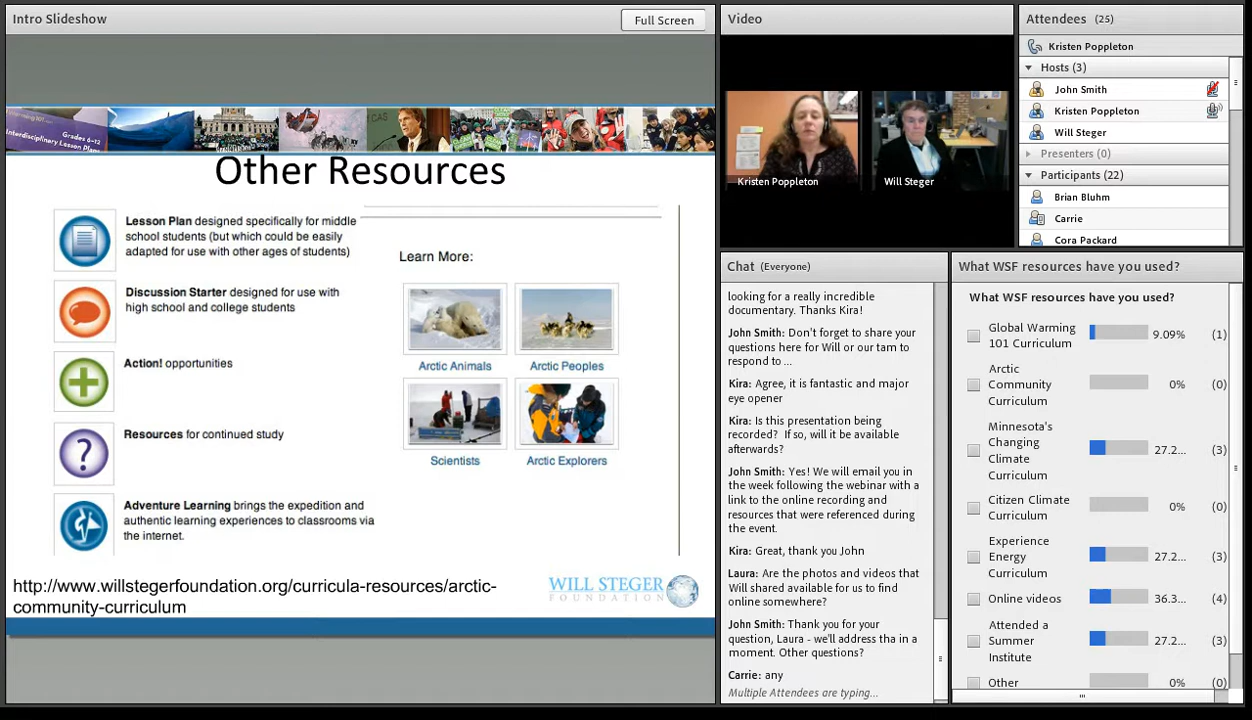 Intro Slideshow
Full Screen
Interdisciplinary Lesson Plans
Grades 6-12
CAS
Other Resources
Lesson Plan designed specifically for middle
school students (but which could be easily
adapted for use with other ages of students)
Discussion Starter designed for use with
high school and college students
Action! opportunities
Resources for continued study
Adventure Learning brings the expedition and
authentic learning experiences to classrooms via
the internet.
Learn More:
Arctic Animals
Arctic Peoples
Scientists
Arctic Explorers
http://www.willstegerfoundation.org/curricula-resources/arctic-
community-curriculum
WILL STEGER
FOUNDATION
Video
Kristen Poppleton
Will Steger
Attendees (25)
Kristen Poppleton
Hosts (3)
John Smith
Kristen Poppleton
Will Steger
Presenters (0)
Participants (22)
Brian Bluhm
Carrie
Cora Packard
Chat (Everyone)
looking for a really incredible
documentary. Thanks Kira!
John Smith: Don't forget to share your
questions here for Will or our tam to
respond to ...
Kira: Agree, it is fantastic and major
eye opener
Kira: Is this presentation being
recorded? If so, will it be available
afterwards?
John Smith: Yes! We will email you in
the week following the webinar with a
link to the online recording and
resources that were referenced during
the event.
Kira: Great, thank you John
Laura: Are the photos and videos that
Will shared available for us to find
online somewhere?
John Smith: Thank you for your
question, Laura - we'll address tha in a
moment. Other questions?
Carrie: any
Multiple Attendees are typing...
What WSF resources have you used?
What WSF resources have you used?
Global Warming
101 Curriculum
9.09% (1)
Arctic
Community
Curriculum
0% (0)
Minnesota's
Changing
Climate
Curriculum
27.2... (3)
Citizen Climate
Curriculum
0% (0)
Experience
Energy
Curriculum
27.2... (3)
Online videos 36.3... (4)
Attended a
Summer
Institute
27.2... (3)
Other 0% (0)